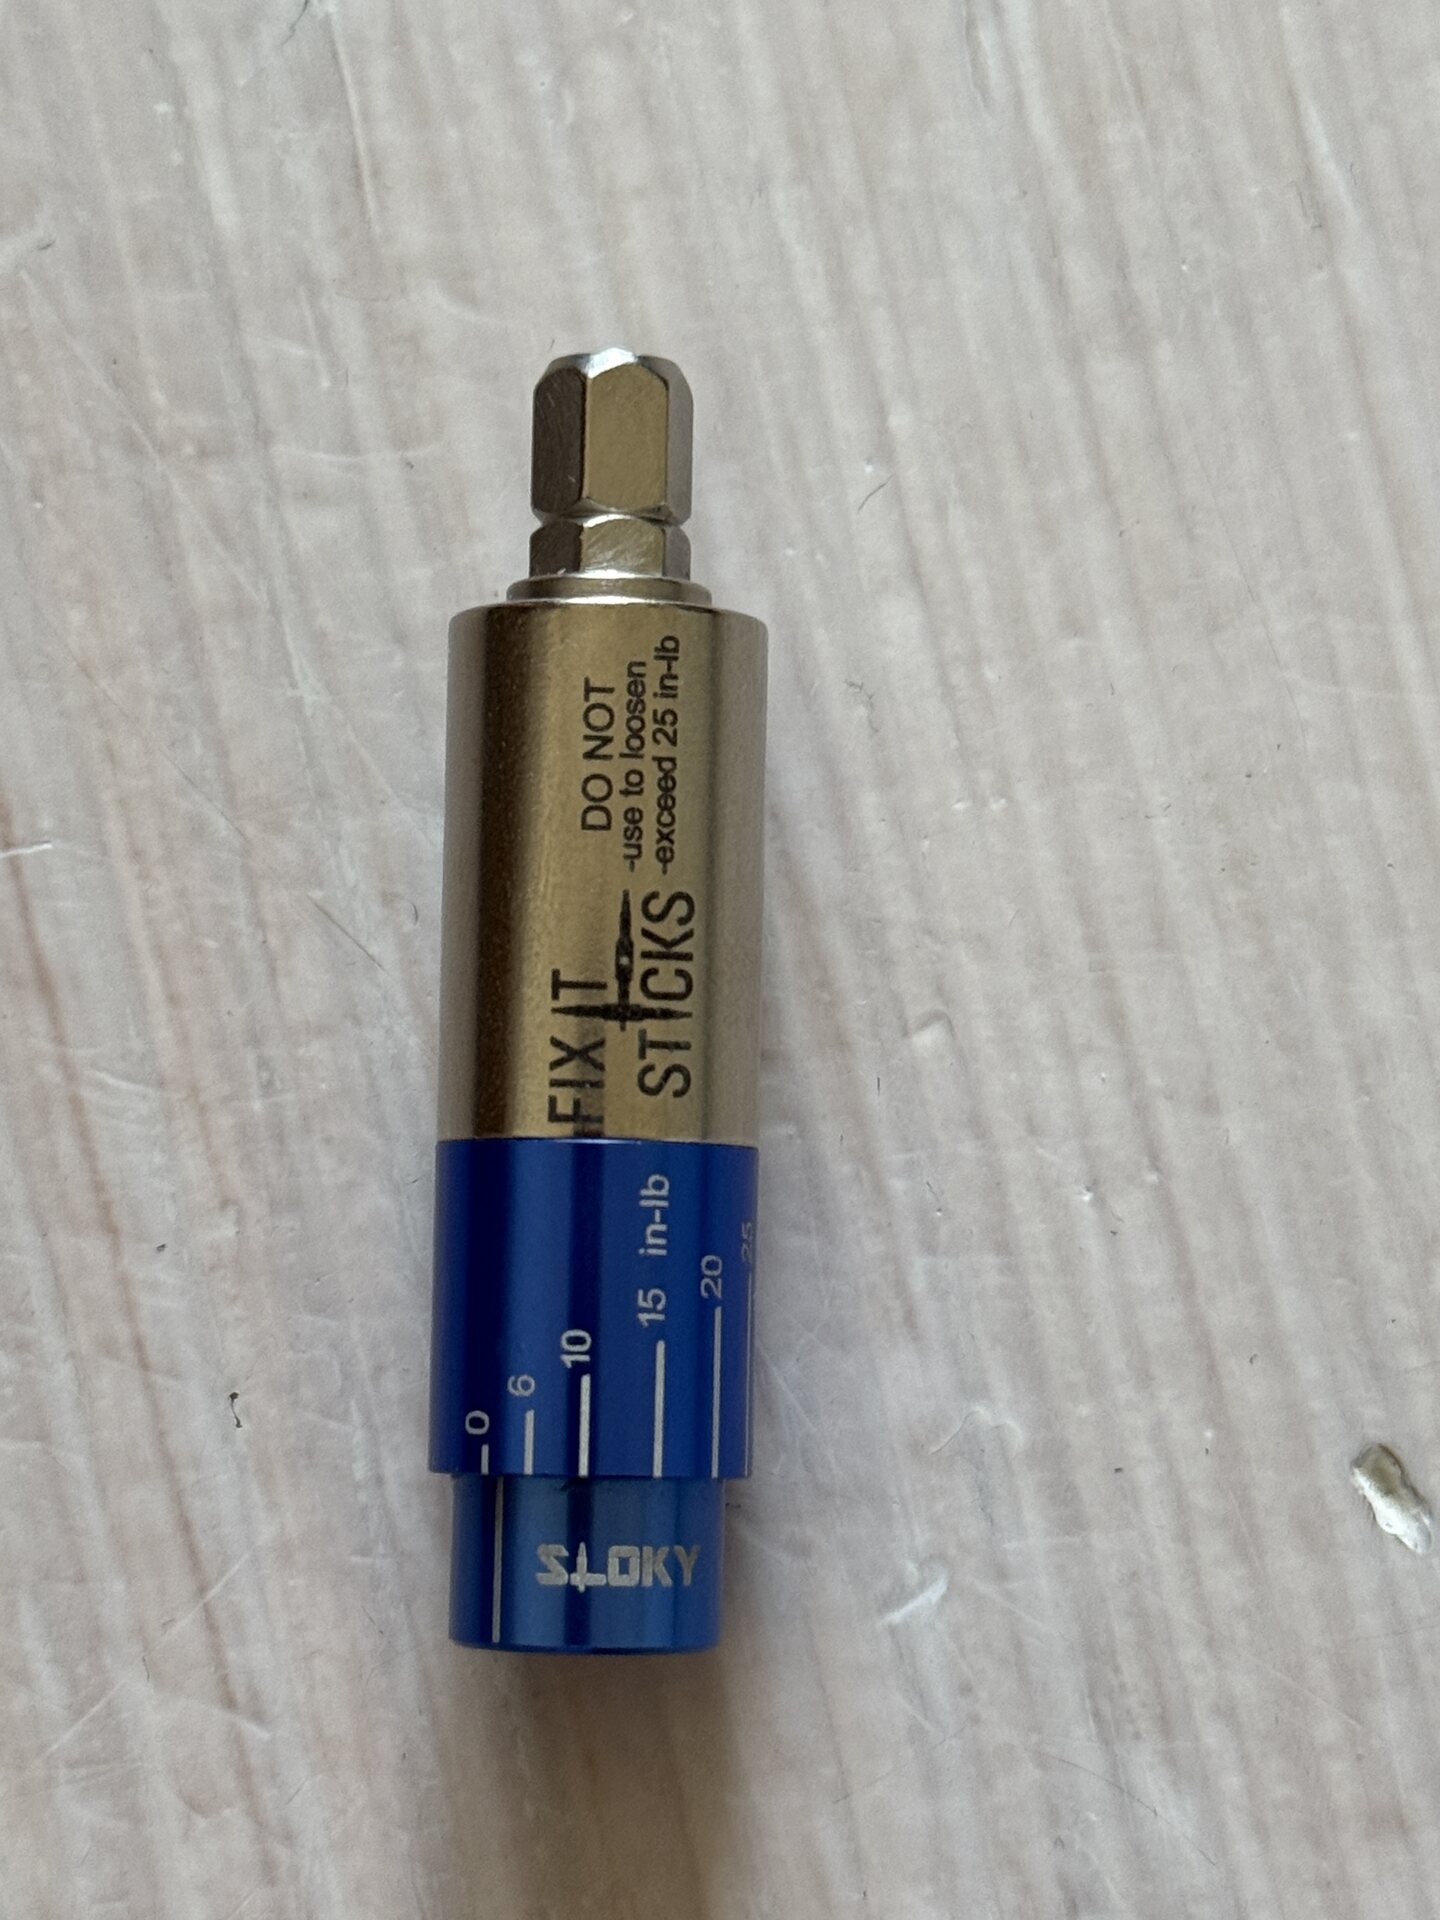 FIX IT
STICKS
DO NOT
-use to loosen
-exceed 25 in-lb
0
6
10
15 in-lb
20
25
SLOKY